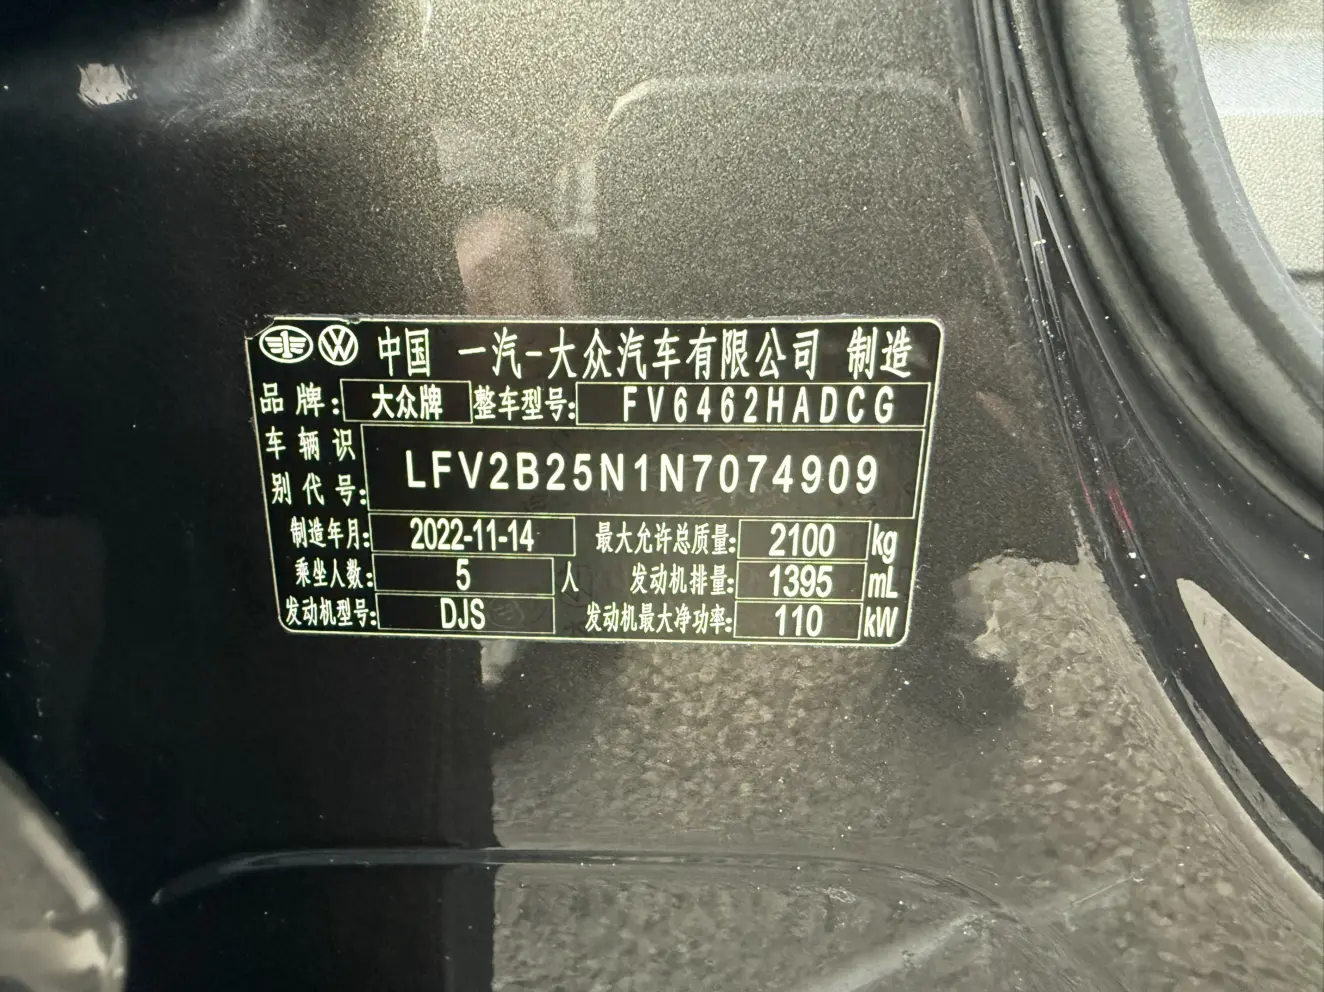 中国 一汽-大众汽车有限公司 制造
品牌: 大众牌 整车型号: FV6462HADCG
车辆识别代号: LFV2B25N1N7074909
制造年月: 2022-11-14 最大允许总质量: 2100 kg
乘坐人数: 5 人 发动机排量: 1395 mL
发动机型号: DJS 发动机最大净功率: 110 kW